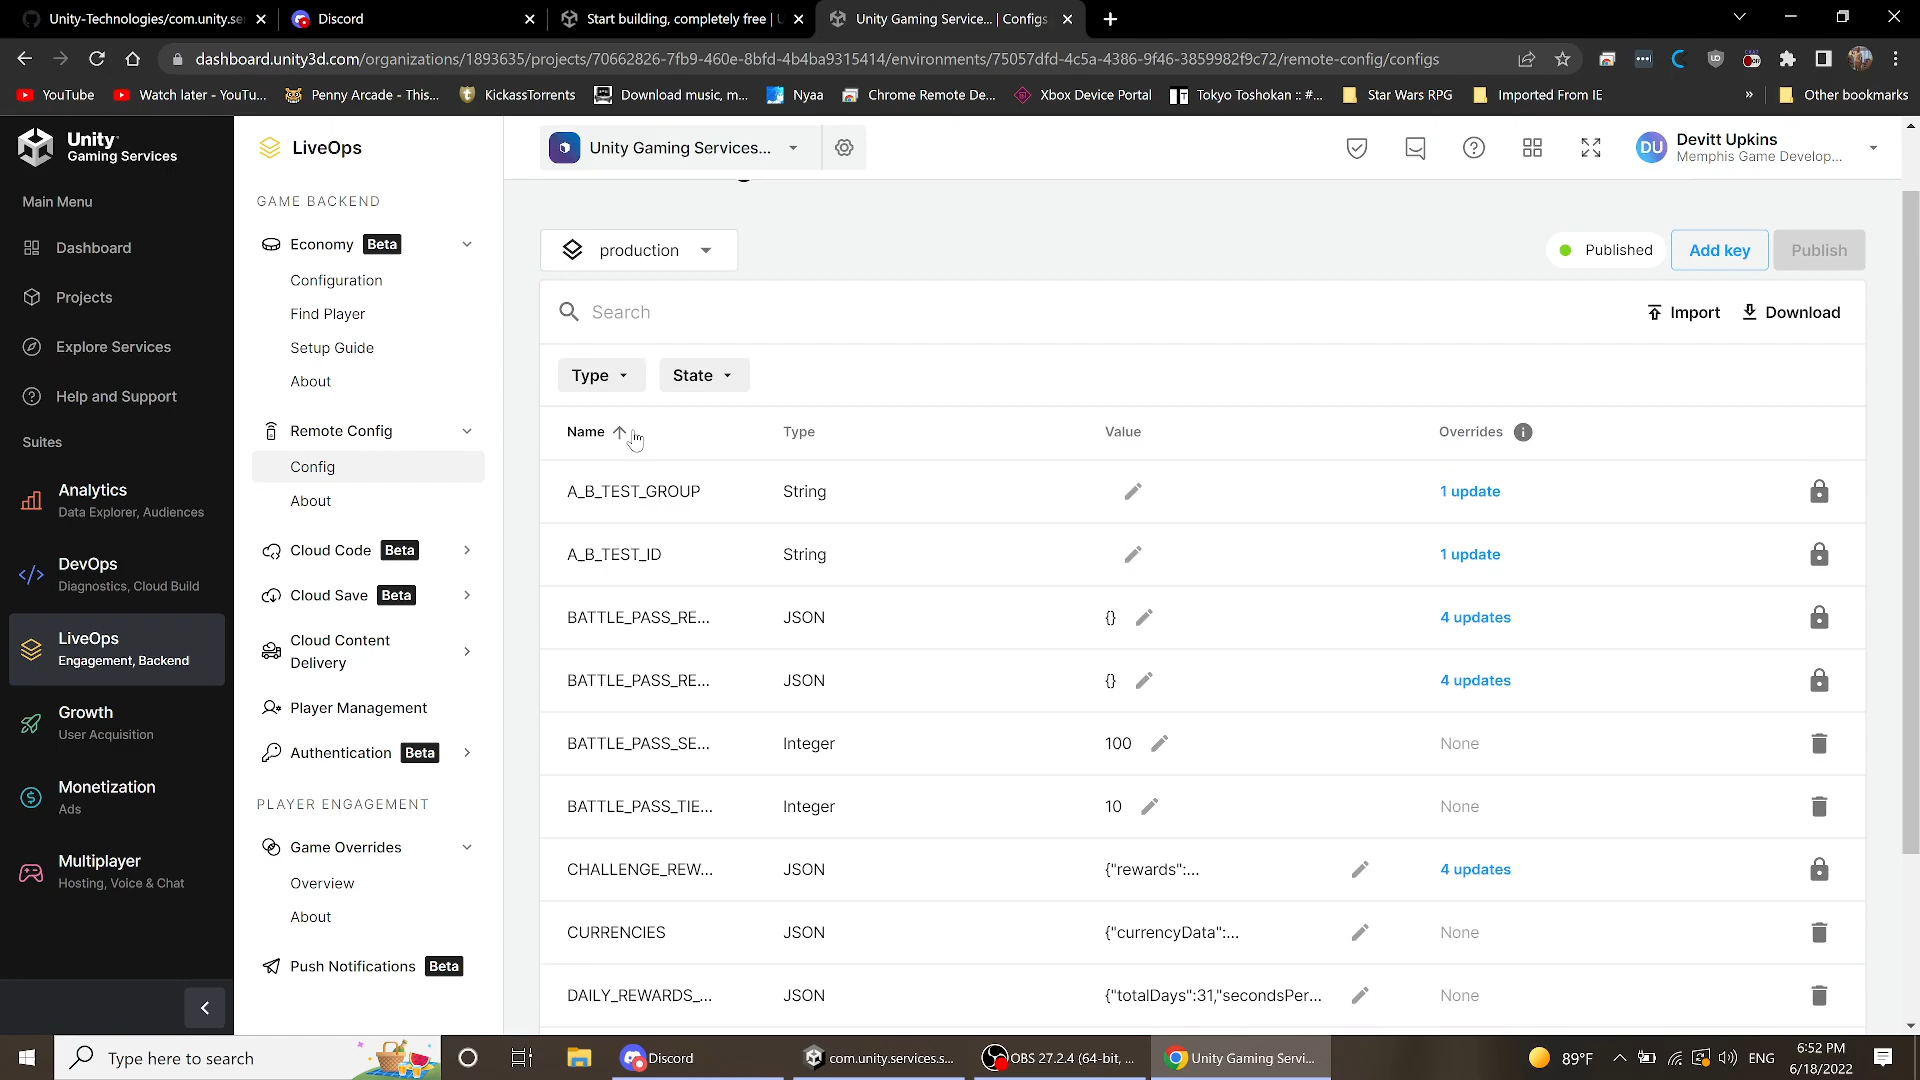 Unity-Technologies/com.unity.se
Discord
Start building, completely free | U
Unity Gaming Service... | Configs
dashboard.unity3d.com/organizations/1893635/projects/70662826-7fb9-460e-8bfd-4b4ba9315414/environments/75057dfd-4c5a-4386-9f46-3859982f9c72/remote-config/configs
YouTube
Watch later - YouTu...
Penny Arcade - This...
KickassTorrents
Download music, m...
Nyaa
Chrome Remote De...
Xbox Device Portal
Tokyo Toshokan :: #...
Star Wars RPG
Imported From IE
»
Other bookmarks
Unity
Gaming Services
Main Menu
Dashboard
Projects
Explore Services
Help and Support
Suites
Analytics
Data Explorer, Audiences
DevOps
Diagnostics, Cloud Build
LiveOps
Engagement, Backend
Growth
User Acquisition
Monetization
Ads
Multiplayer
Hosting, Voice & Chat
LiveOps
GAME BACKEND
Economy Beta
Configuration
Find Player
Setup Guide
About
Remote Config
Config
About
Cloud Code Beta
Cloud Save Beta
Cloud Content
Delivery
Player Management
Authentication Beta
PLAYER ENGAGEMENT
Game Overrides
Overview
About
Push Notifications Beta
Unity Gaming Services...
DU
Devitt Upkins
Memphis Game Develop...
production
Published
Add key
Publish
Search
Import
Download
Type
State
Name Type Value Overrides
A_B_TEST_GROUP String 1 update
A_B_TEST_ID String 1 update
BATTLE_PASS_RE... JSON {} 4 updates
BATTLE_PASS_RE... JSON {} 4 updates
BATTLE_PASS_SE... Integer 100 None
BATTLE_PASS_TIE... Integer 10 None
CHALLENGE_REW... JSON {"rewards":... 4 updates
CURRENCIES JSON {"currencyData":... None
DAILY_REWARDS_... JSON {"totalDays":31,"secondsPer... None
Type here to search
Discord
com.unity.services.s...
OBS 27.2.4 (64-bit, ...
Unity Gaming Servi...
89°F
ENG
6:52 PM
6/18/2022